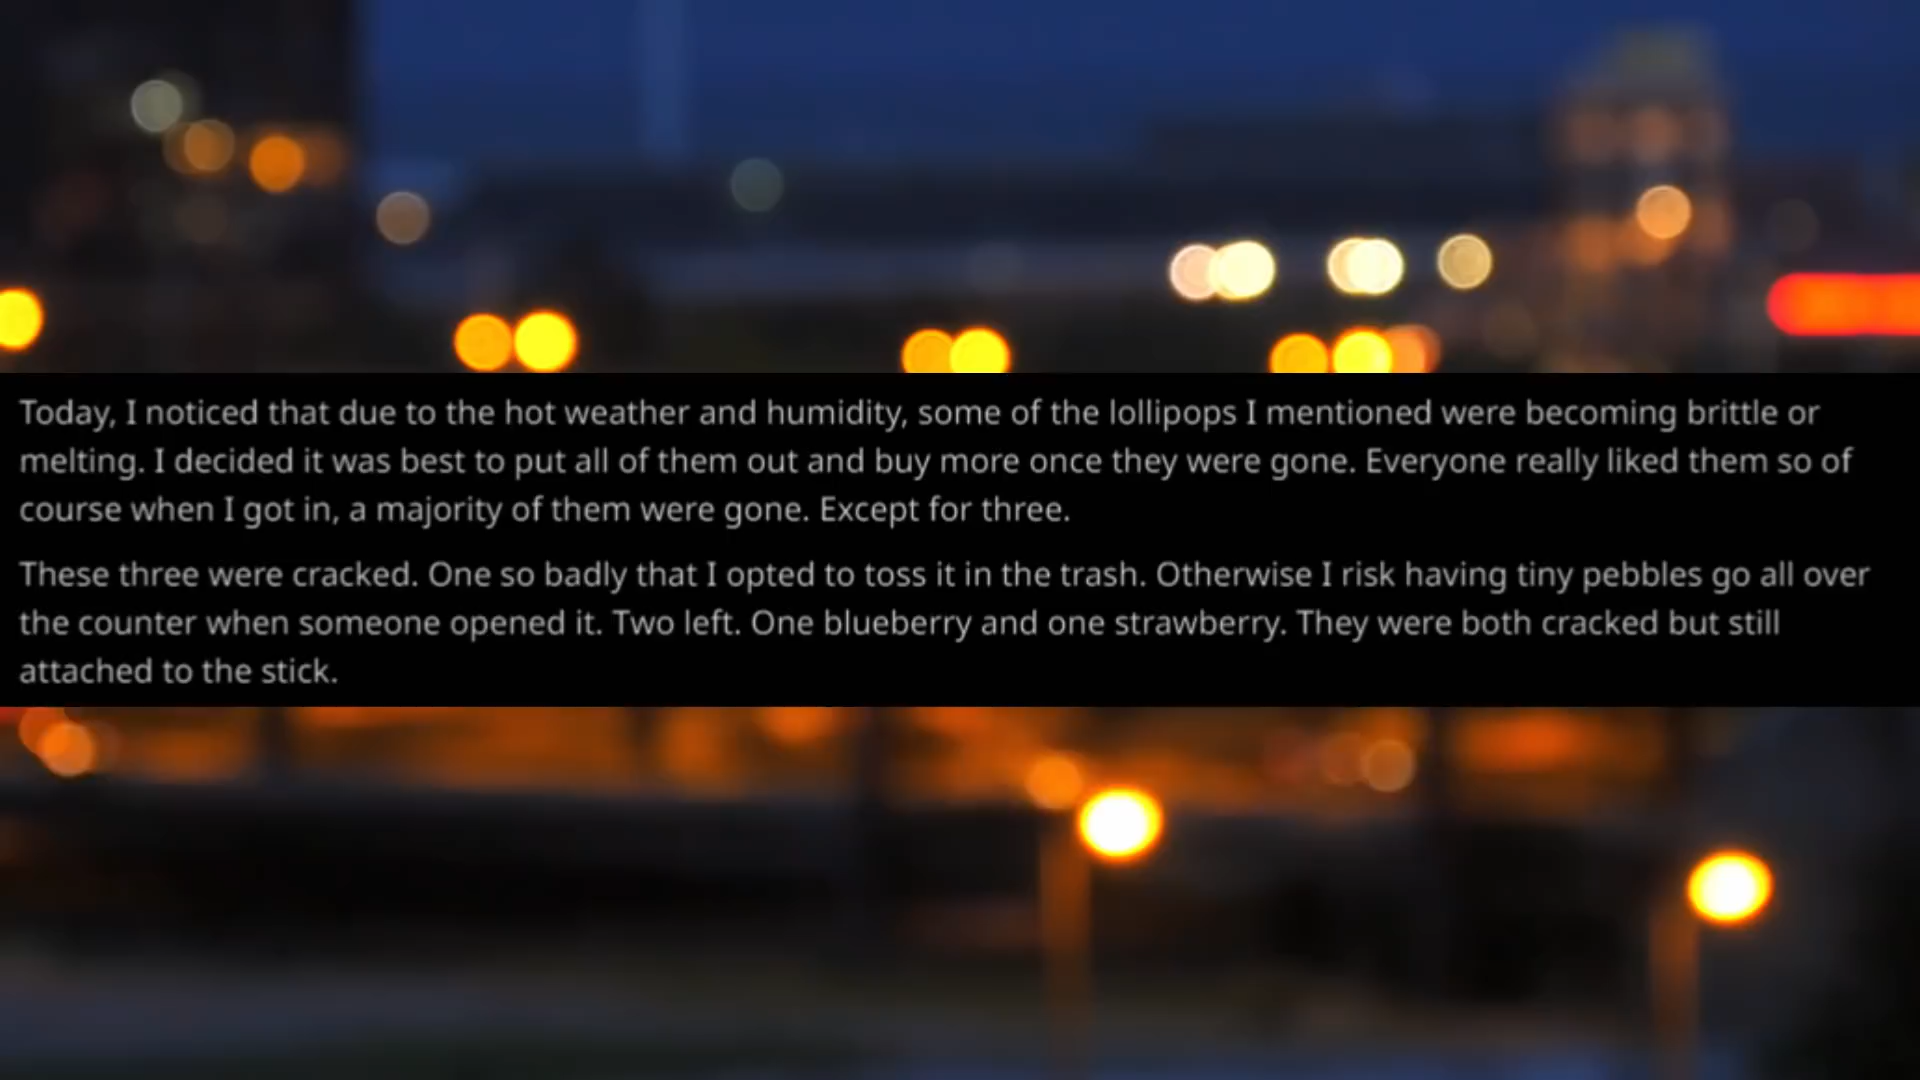 Today, I noticed that due to the hot weather and humidity, some of the lollipops I mentioned were becoming brittle or
melting. I decided it was best to put all of them out and buy more once they were gone. Everyone really liked them so of
course when I got in, a majority of them were gone. Except for three.
These three were cracked. One so badly that I opted to toss it in the trash. Otherwise I risk having tiny pebbles go all over
the counter when someone opened it. Two left. One blueberry and one strawberry. They were both cracked but still
attached to the stick.